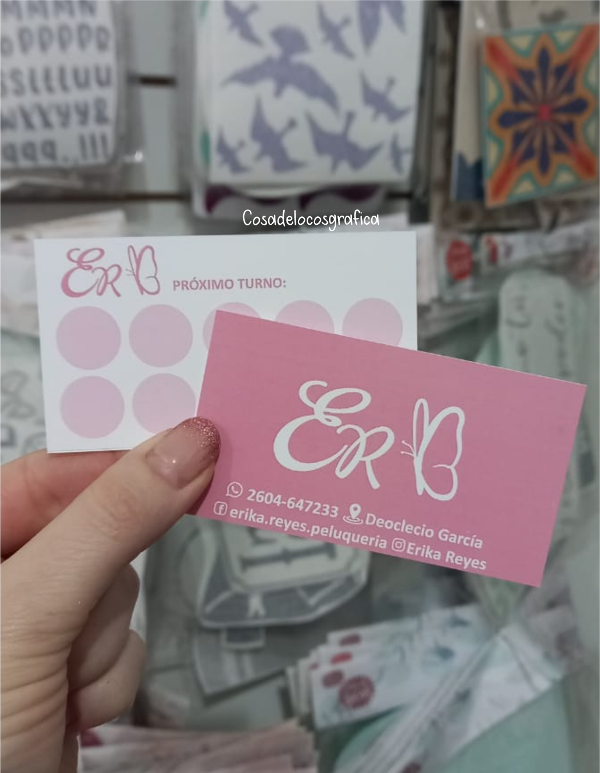 Cosadelocosgrafica
ER
PRÓXIMO TURNO:
ER
2604-647233 Deoclecio García
erika.reyes.peluqueria Erika Reyes